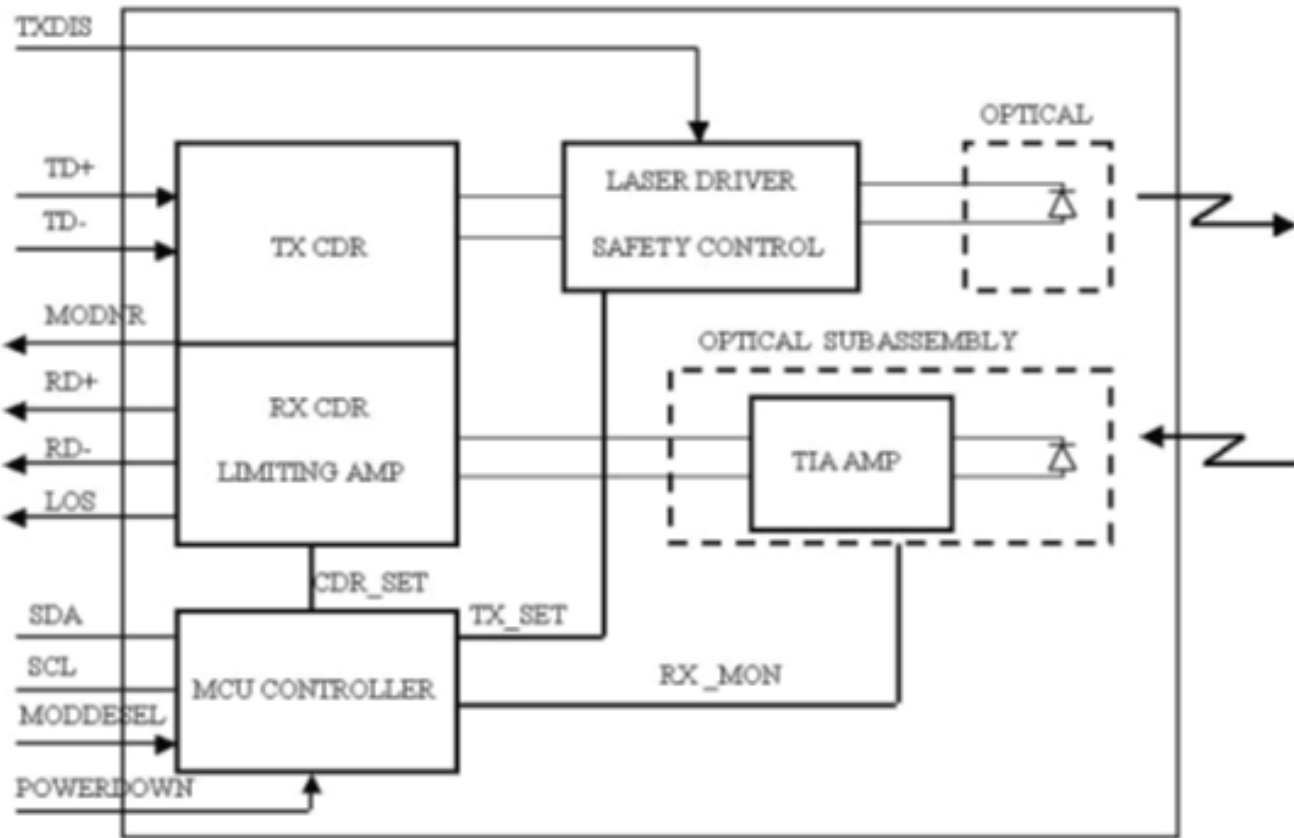 TXDIS
OPTICAL
TD+
LASER DRIVER
TD-
TX CDR
SAFETY CONTROL
MODNR
OPTICAL SUBASSEMBLY
RD+
RX CDR
RD-
LIMITING AMP
TIA AMP
LOS
CDR_SET
SDA
TX_SET
SCL
MCU CONTROLLER
RX_MON
MODDESEL
POWERDOWN